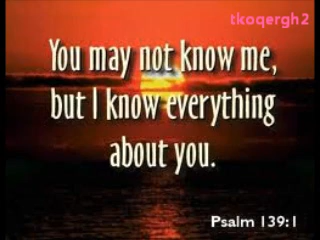 tkoqergh2
You may not know me,
but I know everything
about you.
Psalm 139:1